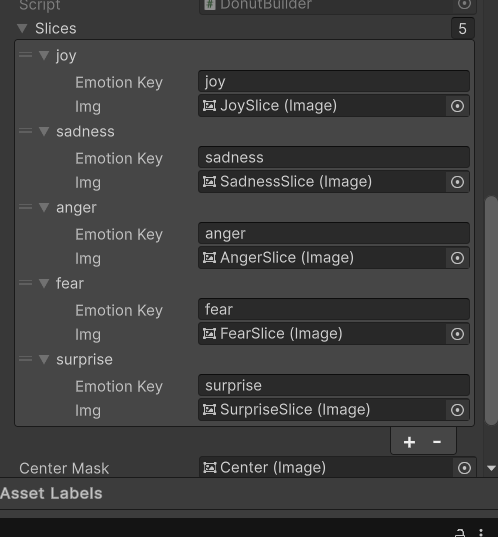 Script # DonutBuilder
Slices 5
joy
Emotion Key joy
Img JoySlice (Image)
sadness
Emotion Key sadness
Img SadnessSlice (Image)
anger
Emotion Key anger
Img AngerSlice (Image)
fear
Emotion Key fear
Img FearSlice (Image)
surprise
Emotion Key surprise
Img SurpriseSlice (Image)
+ -
Center Mask Center (Image)
Asset Labels